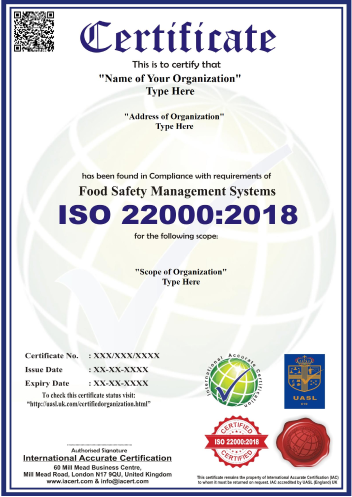 Certificate
This is to certify that
"Name of Your Organization"
Type Here
"Address of Organization"
Type Here
has been found in Compliance with requirements of
Food Safety Management Systems
ISO 22000:2018
for the following scope:
"Scope of Organization"
Type Here
Certificate No. : XXX/XXX/XXXX
Issue Date : XX-XX-XXXX
Expiry Date : XX-XX-XXXX
To check this certificate status visit:
"http://uasl.uk.com/certifiedorganization.html"
International Accurate Certification
UASL
CERTIFIED
ISO 22000:2018
CERTIFIED
Authorised Signature
International Accurate Certification
60 Mill Mead Business Centre,
Mill Mead Road, London N17 9QU, United Kingdom
www.iacert.com & info@iacert.com
This certificate remains the property of International Accurate Certification (IAC)
to whom it must be returned on request. IAC accredited by UASL (England) UK